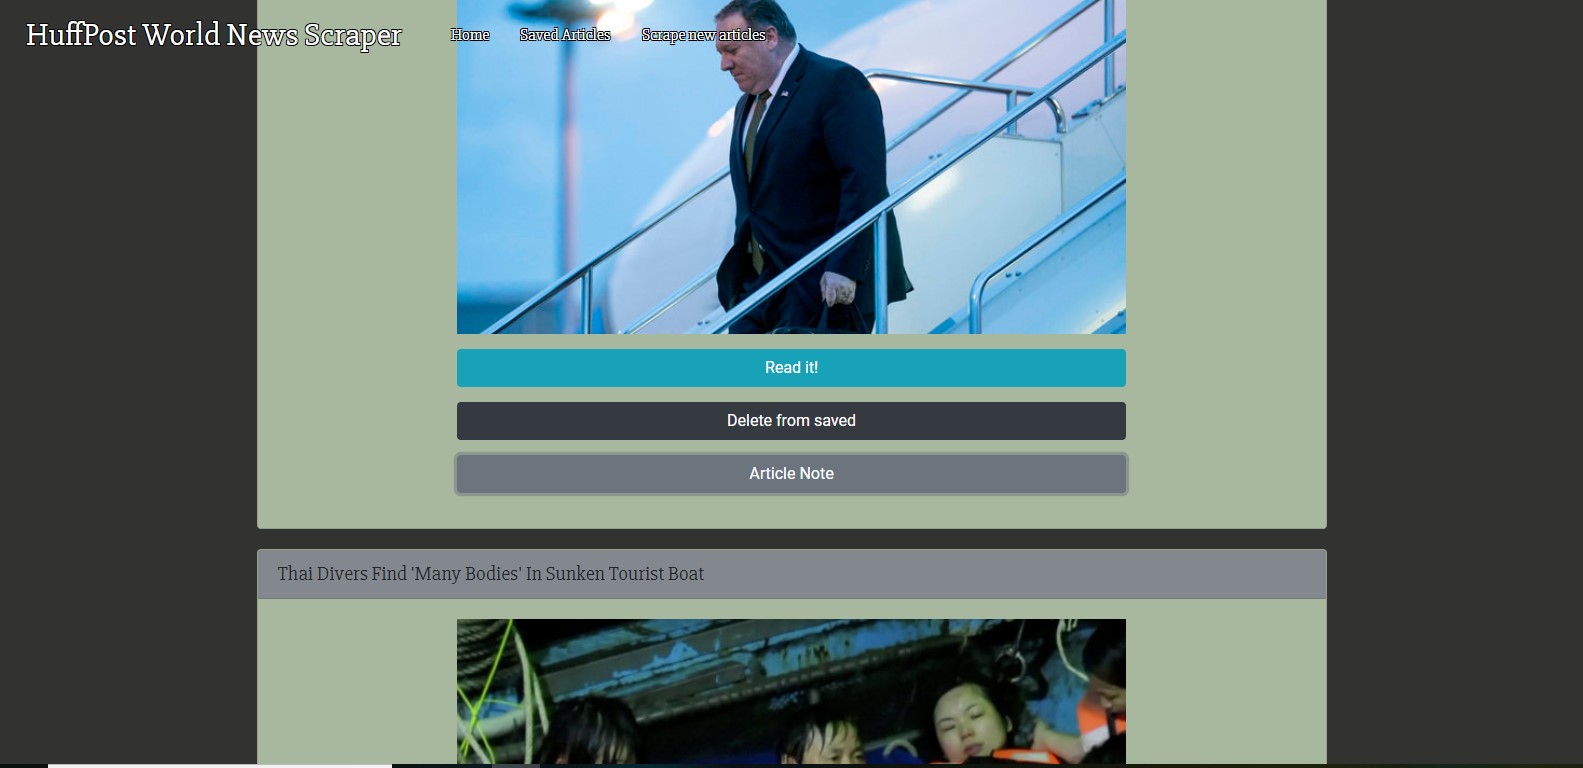 HuffPost World News Scraper
Home
Saved Articles
Scrape new articles
Read it!
Delete from saved
Article Note
Thai Divers Find 'Many Bodies' In Sunken Tourist Boat